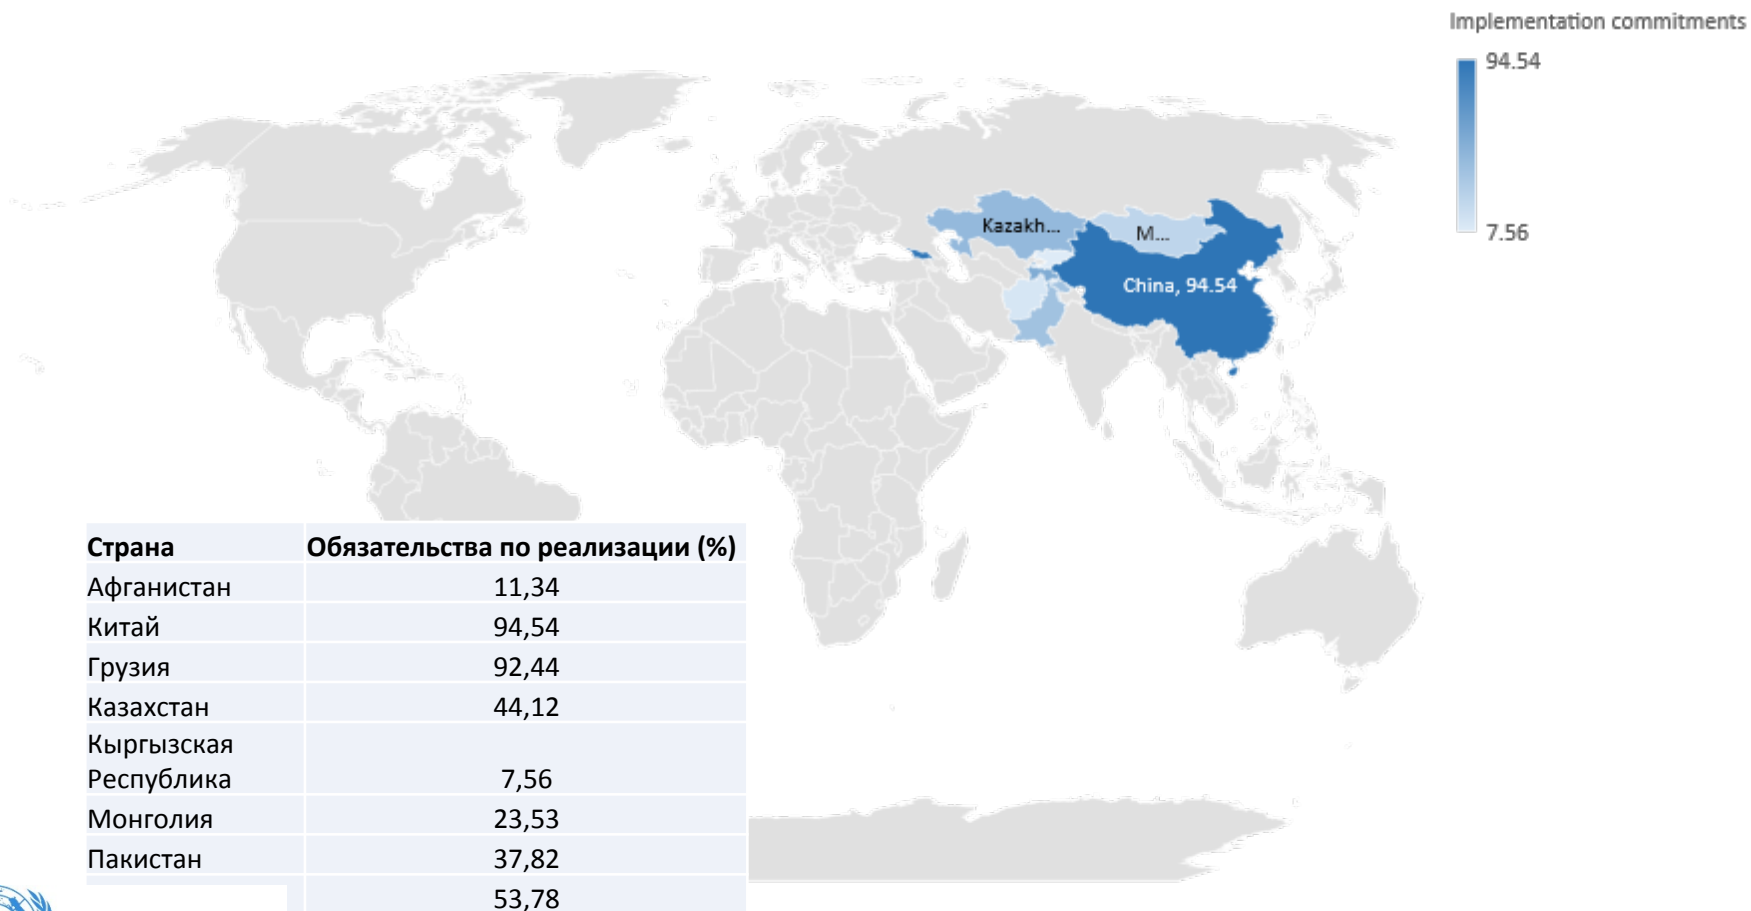 Implementation commitments
94.54
7.56
Kazakh...
M...
China, 94.54
Страна Обязательства по реализации (%)
Афганистан 11,34
Китай 94,54
Грузия 92,44
Казахстан 44,12
Кыргызская
Республика 7,56
Монголия 23,53
Пакистан 37,82
53,78